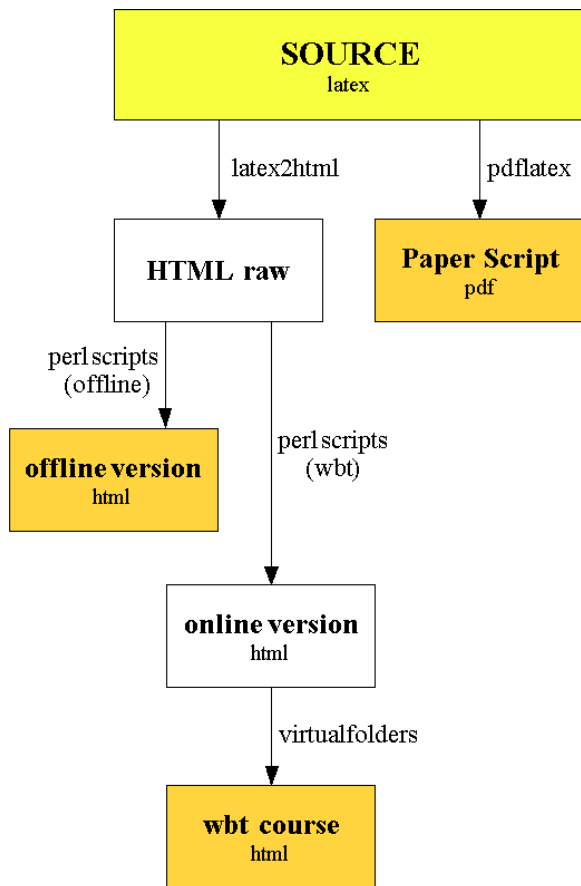 SOURCE
latex
latex2html
pdflatex
HTML raw
Paper Script
pdf
perl scripts
(offline)
perl scripts
(wbt)
offline version
html
online version
html
virtualfolders
wbt course
html